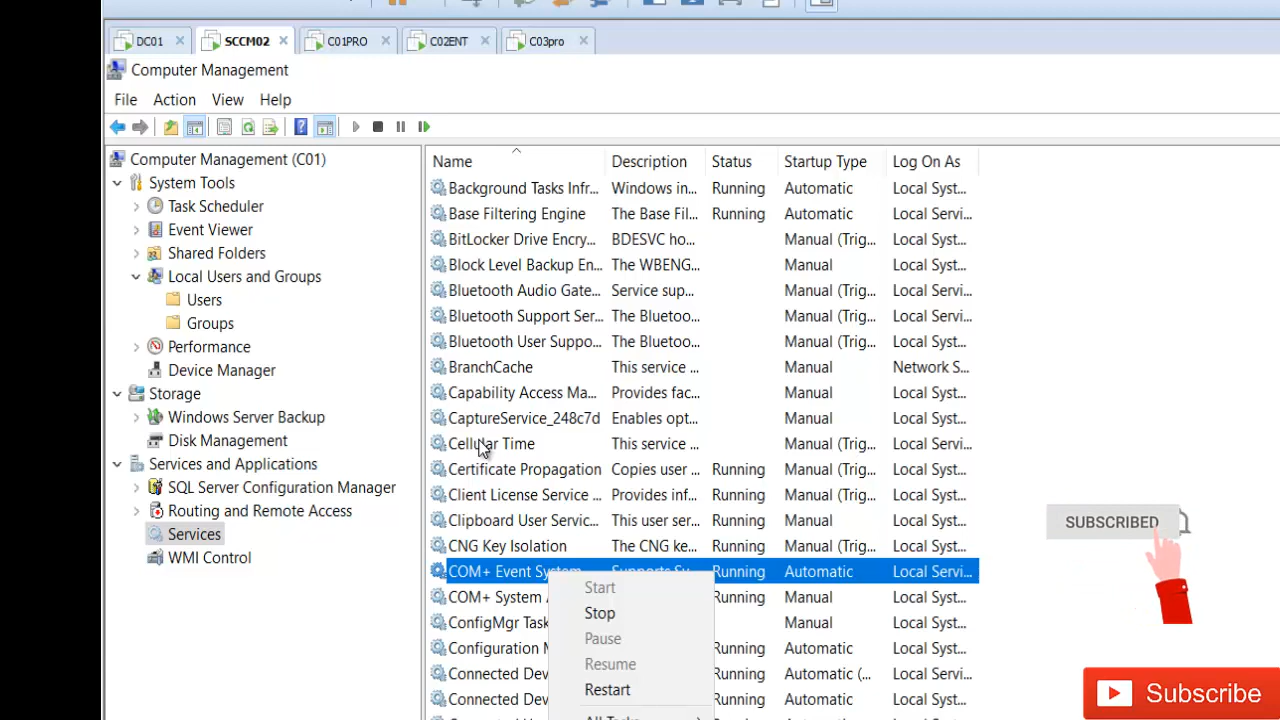 DC01 SCCM02 C01PRO C02ENT C03pro
Computer Management
File Action View Help
Computer Management (C01)
System Tools
Task Scheduler
Event Viewer
Shared Folders
Local Users and Groups
Users
Groups
Performance
Device Manager
Storage
Windows Server Backup
Disk Management
Services and Applications
SQL Server Configuration Manager
Routing and Remote Access
Services
WMI Control
Name Description Status Startup Type Log On As
Background Tasks Infr... Windows in... Running Automatic Local Syst...
Base Filtering Engine The Base Fil... Running Automatic Local Servi...
BitLocker Drive Encry... BDESVC ho... Manual (Trig... Local Syst...
Block Level Backup En... The WBENG... Manual Local Syst...
Bluetooth Audio Gate... Service sup... Manual (Trig... Local Servi...
Bluetooth Support Ser... The Bluetoo... Manual (Trig... Local Servi...
Bluetooth User Suppo... The Bluetoo... Manual (Trig... Local Syst...
BranchCache This service ... Manual Network S...
Capability Access Ma... Provides fac... Manual Local Syst...
CaptureService_248c7d Enables opt... Manual Local Syst...
Cellular Time This service ... Manual (Trig... Local Servi...
Certificate Propagation Copies user ... Running Manual (Trig... Local Syst...
Client License Service ... Provides inf... Running Manual (Trig... Local Syst...
Clipboard User Servic... This user ser... Running Manual Local Syst...
CNG Key Isolation The CNG ke... Running Manual (Trig... Local Syst...
COM+ Event System Supports Sy... Running Automatic Local Servi...
COM+ System Running Manual Local Syst...
ConfigMgr Task Manual Local Syst...
Configuration M Running Automatic Local Syst...
Connected Dev Running Automatic (... Local Servi...
Connected Dev Running Automatic Local Syst...
Start
Stop
Pause
Resume
Restart
All Tasks
SUBSCRIBED
Subscribe